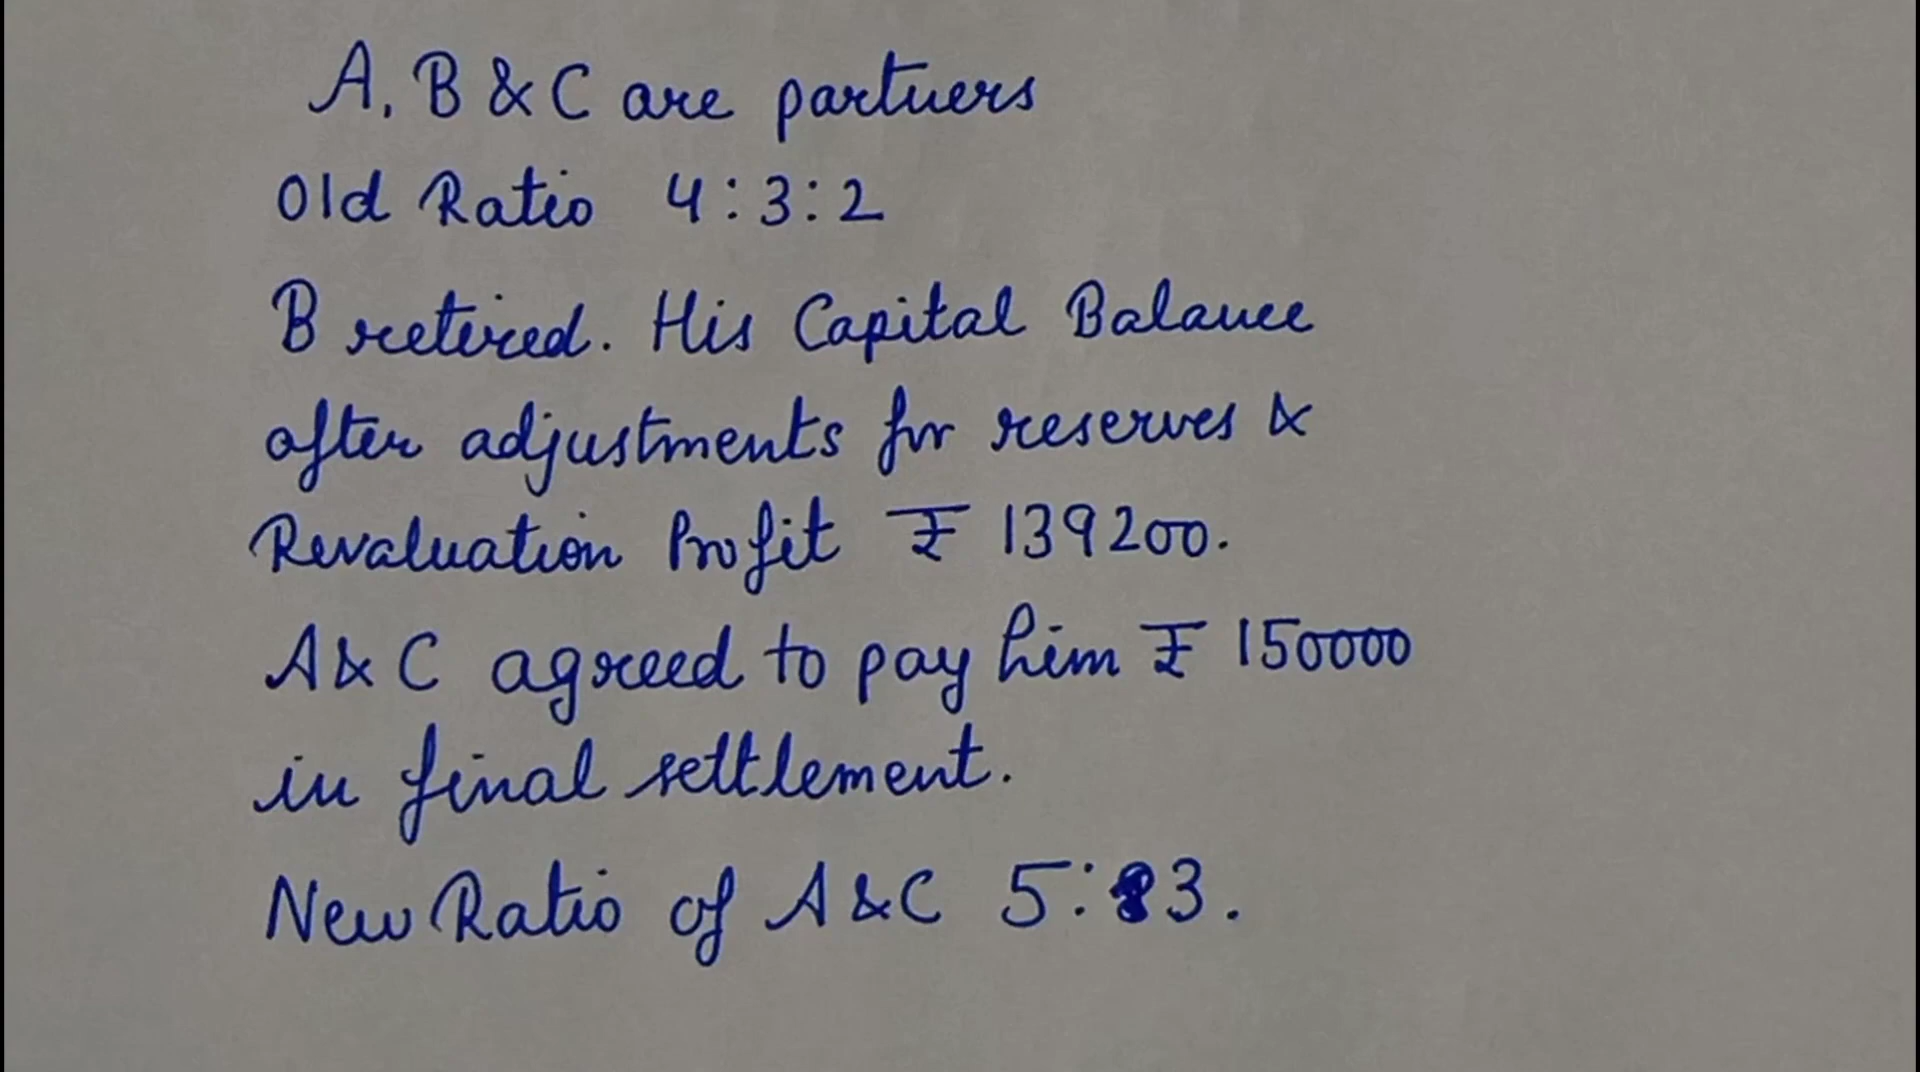 A, B & C are partners
Old Ratio 4:3:2
B retired. His Capital Balance
after adjustments for reserves &
Revaluation Profit ₹ 139200.
A & C agreed to pay him ₹ 150000
in final settlement.
New Ratio of A & C 5:3.